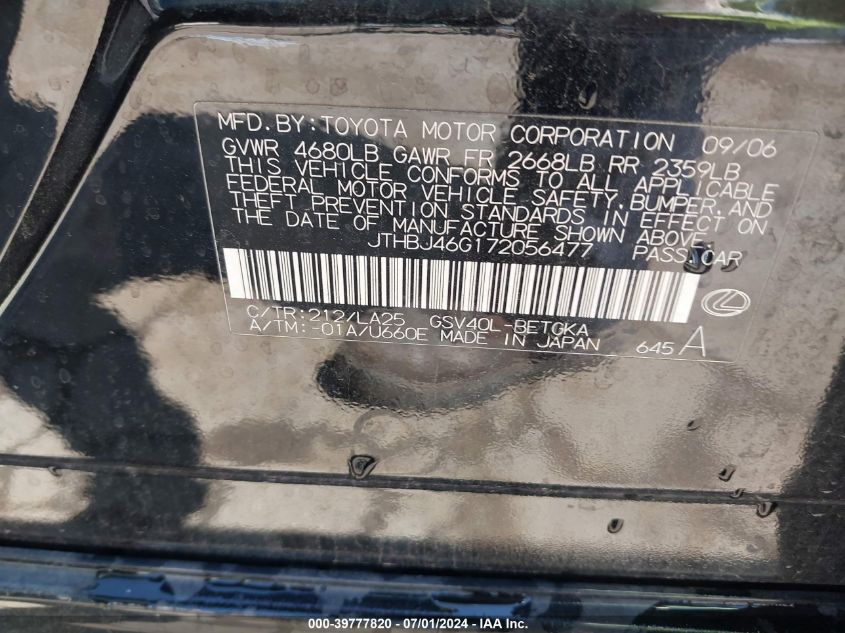 MFD.BY:TOYOTA MOTOR CORPORATION 09/06
GVWR 4680LB GAWR FR 2668LB RR 2359LB
THIS VEHICLE CONFORMS TO ALL APPLICABLE
FEDERAL MOTOR VEHICLE SAFETY,BUMPER,AND
THEFT PREVENTION STANDARDS IN EFFECT ON
THE DATE OF MANUFACTURE SHOWN ABOVE.
JTHBJ46G172056477 PASS.CAR
C/TR:212/LA25 GSV40L-BETGKA
A/TM:-01A/U660E MADE IN JAPAN 645 A
000-39777820 - 07/01/2024 - IAA Inc.